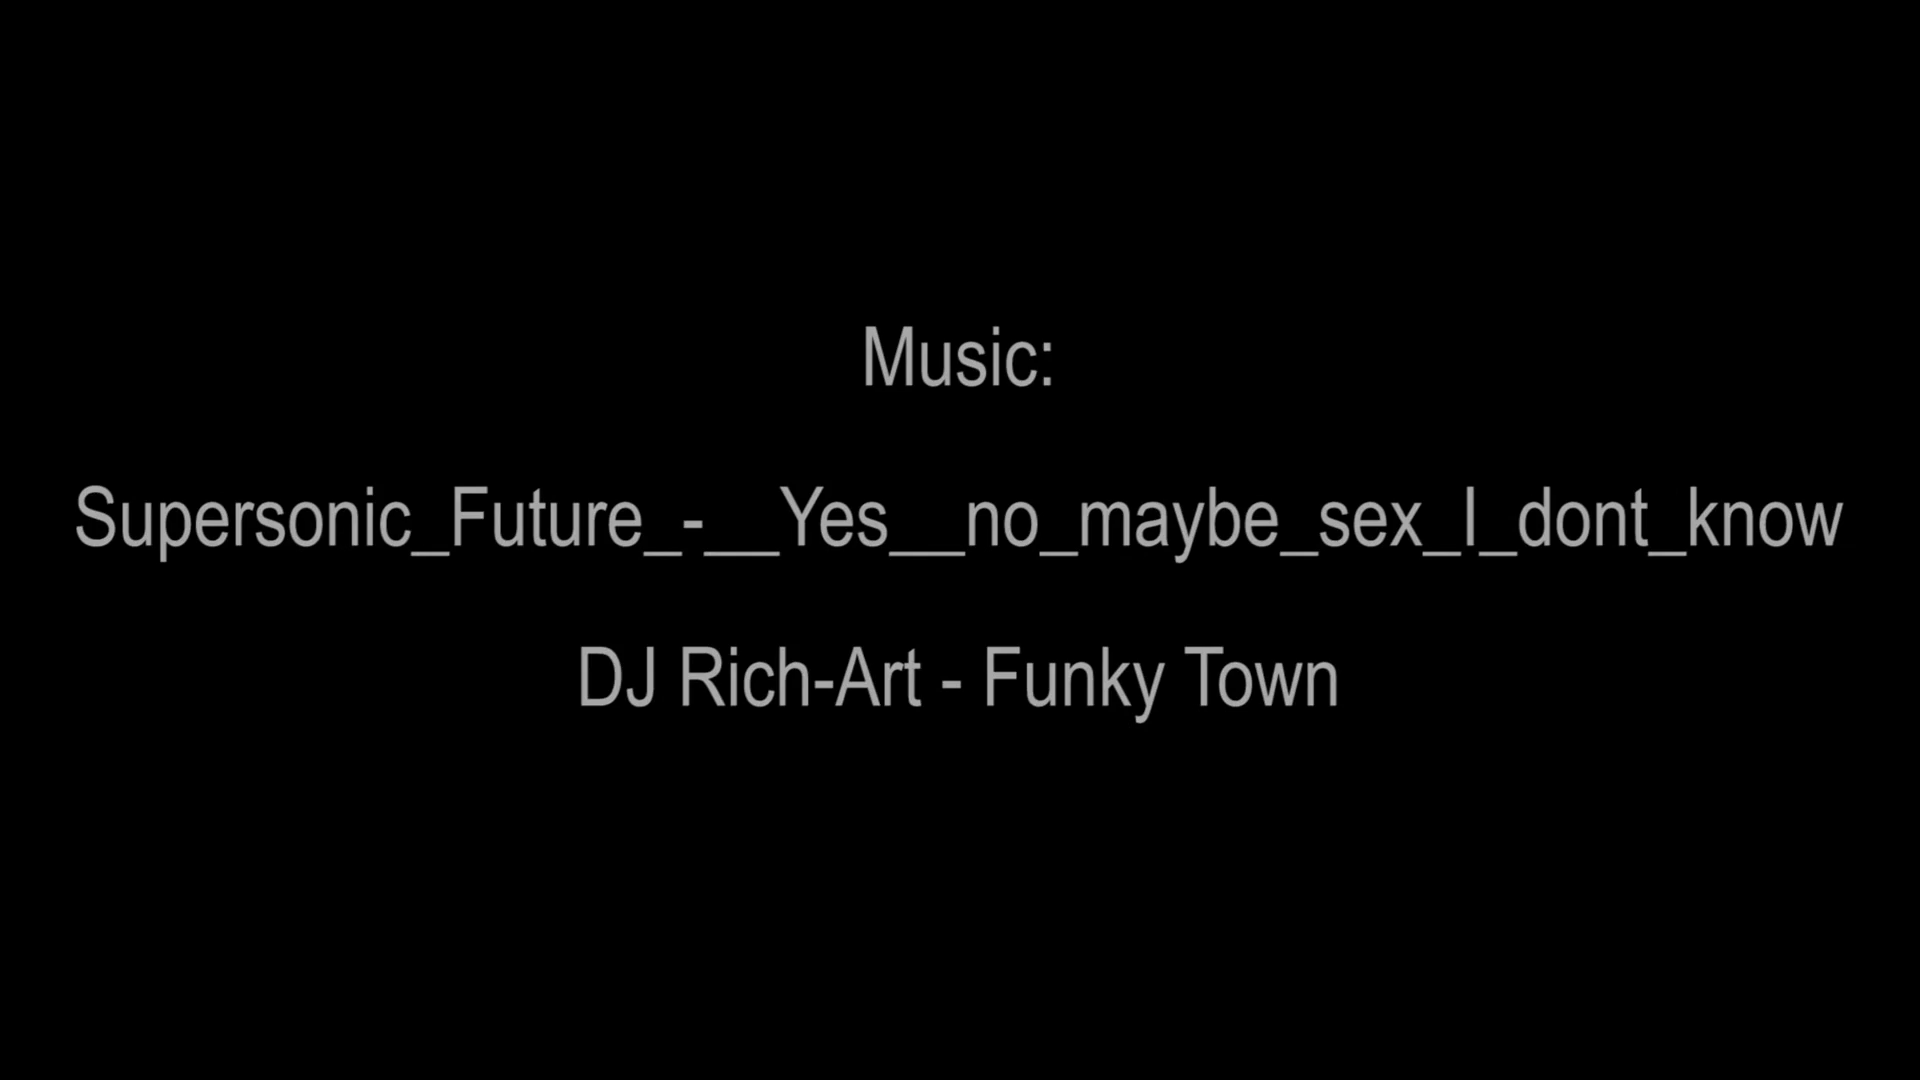 Music:
Supersonic_Future_-__Yes__no_maybe_sex_I_dont_know
DJ Rich-Art - Funky Town